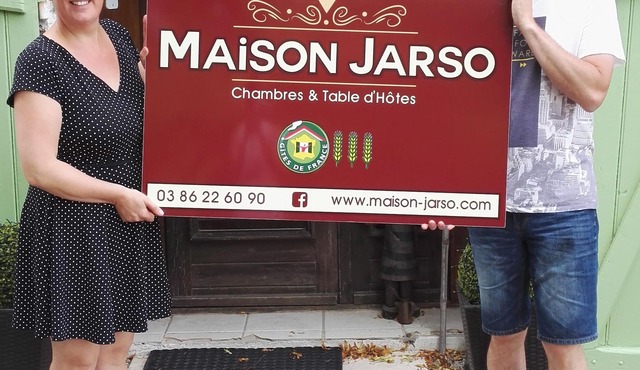 MAiSON JARSO
Chambres & Table d'Hôtes
GÎTES DE FRANCE
03 86 22 60 90 www.maison-jarso.com